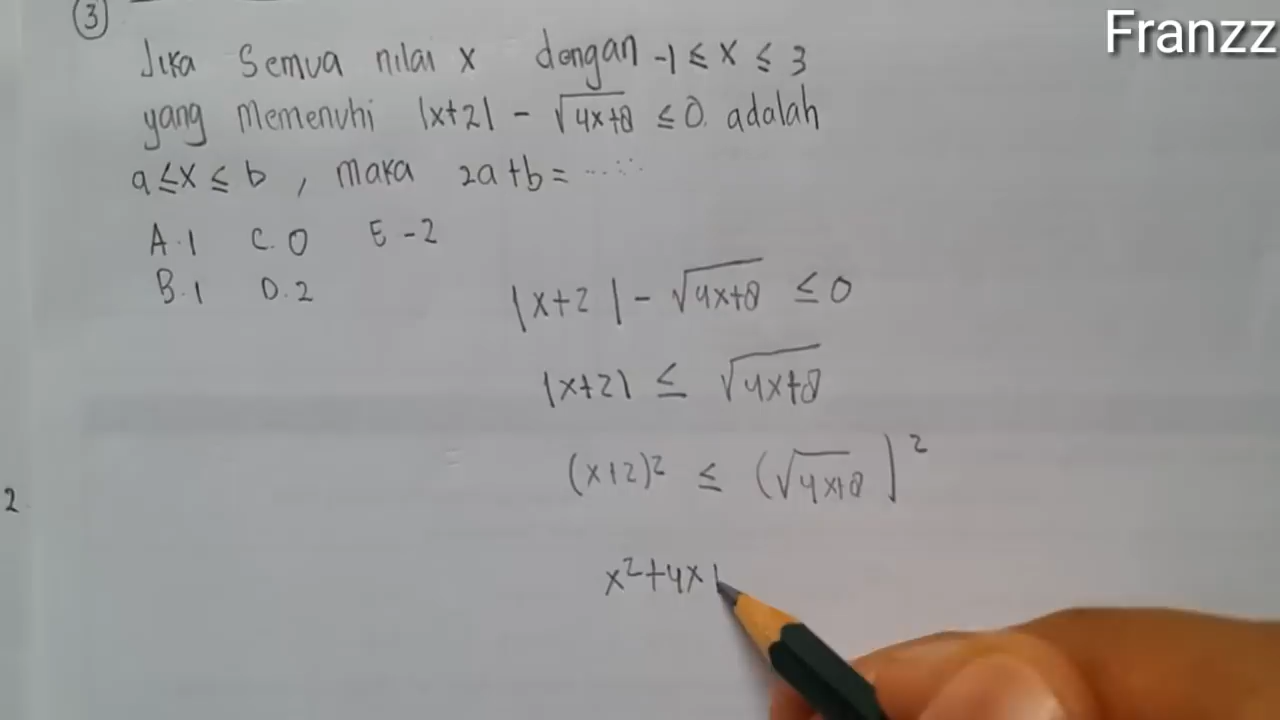 Franzz
③
Jika Semua nilai x dengan -1 ≤ x ≤ 3
yang memenuhi |x+2| - √4x+8 ≤ 0. adalah
a ≤ x ≤ b , maka 2a+b = .......
A. 1 C. 0 E -2
B. 1 D. 2
|x+2| - √4x+8 ≤ 0
|x+2| ≤ √4x+8
(x+2)² ≤ (√4x+8)²
2
x²+4x